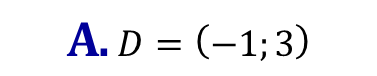 A. D = (−1; 3)